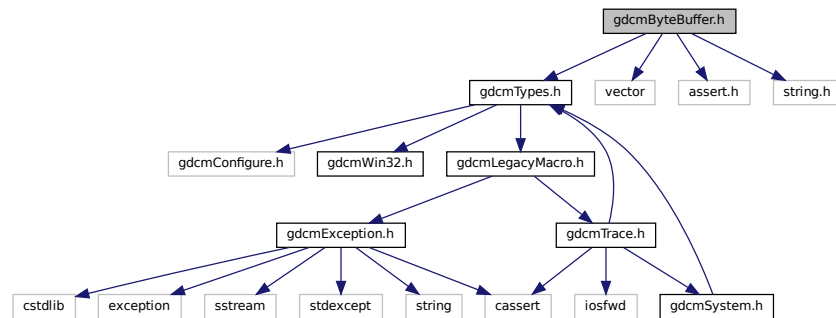 gdcmByteBuffer.h
gdcmTypes.h
vector
assert.h
string.h
gdcmConfigure.h
gdcmWin32.h
gdcmLegacyMacro.h
gdcmException.h
gdcmTrace.h
cstdlib
exception
sstream
stdexcept
string
cassert
iosfwd
gdcmSystem.h